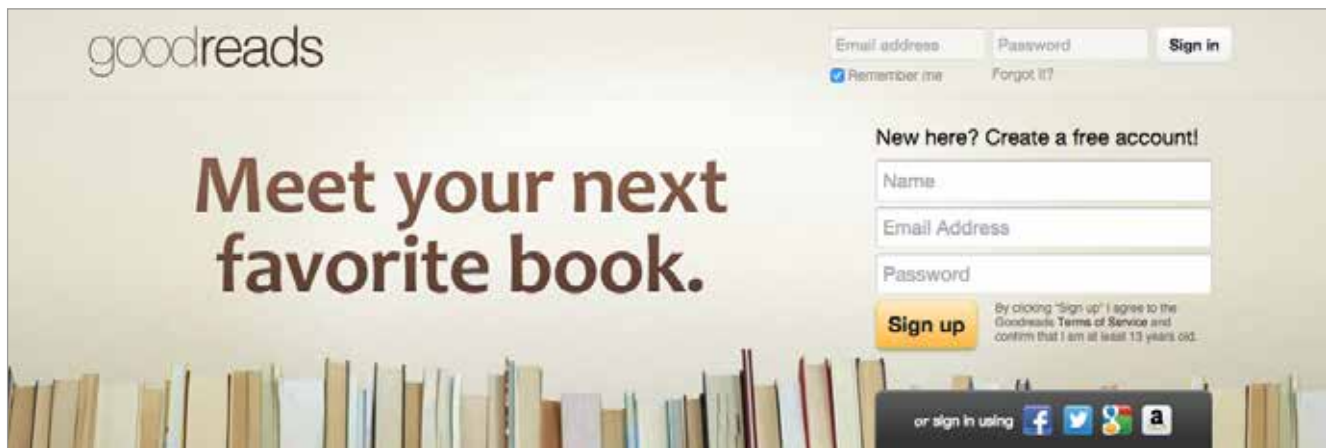 goodreads
Email address Password Sign in
Remember me Forgot it?
New here? Create a free account!
Meet your next
favorite book.
Name
Email Address
Password
Sign up
By clicking "Sign up" I agree to the
Goodreads Terms of Service and
confirm that I am at least 13 years old.
or sign in using f g+ a